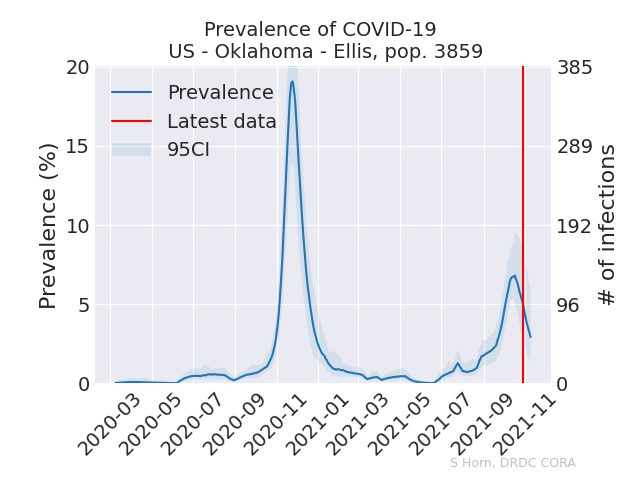 Prevalence of COVID-19
US - Oklahoma - Ellis, pop. 3859
Prevalence (%)
20
15
10
5
0
Prevalence
Latest data
95CI
385
289
192
96
0
# of infections
2020-03
2020-05
2020-07
2020-09
2020-11
2021-01
2021-03
2021-05
2021-07
2021-09
2021-11
S Horn, DRDC CORA